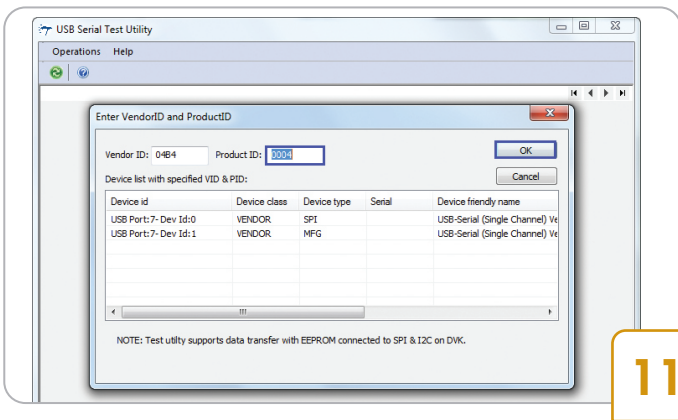 USB Serial Test Utility
Operations Help
Enter VendorID and ProductID
Vendor ID: 04B4 Product ID: 0004 OK
Device list with specified VID & PID: Cancel
Device id Device class Device type Serial Device friendly name
USB Port:7- Dev Id:0 VENDOR SPI USB-Serial (Single Channel) Ve
USB Port:7- Dev Id:1 VENDOR MFG USB-Serial (Single Channel) Ve
NOTE: Test utilty supports data transfer with EEPROM connected to SPI & I2C on DVK.
11